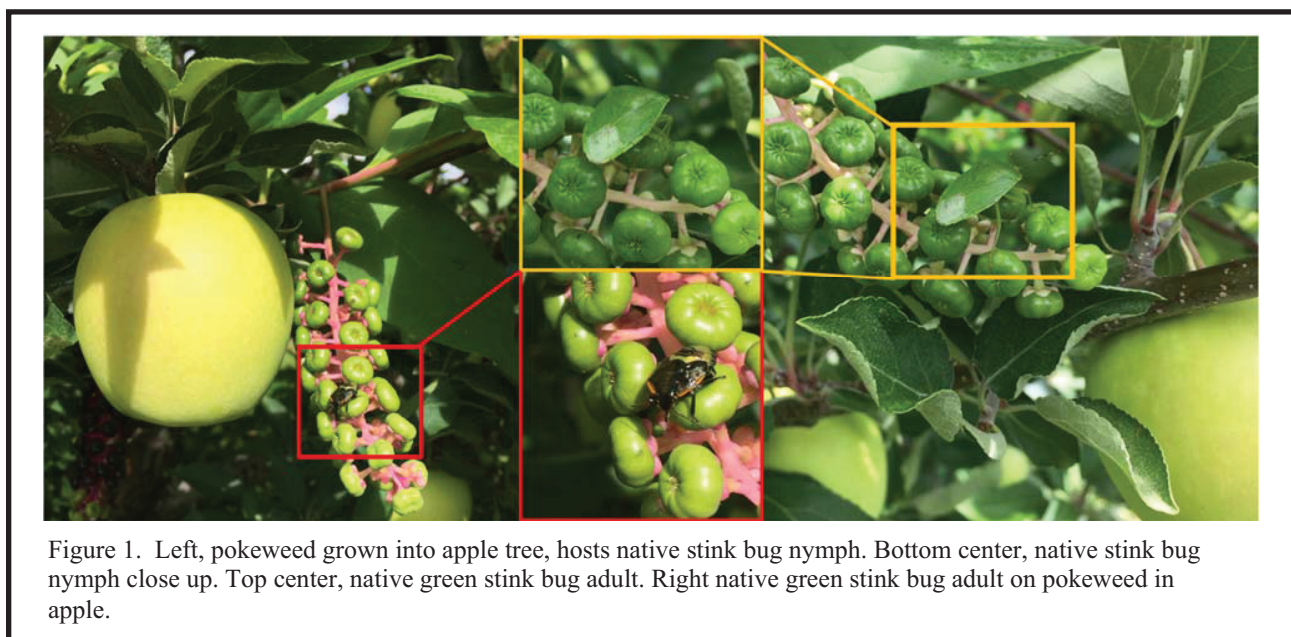 Figure 1.  Left, pokeweed grown into apple tree, hosts native stink bug nymph. Bottom center, native stink bug
nymph close up. Top center, native green stink bug adult. Right native green stink bug adult on pokeweed in
apple.